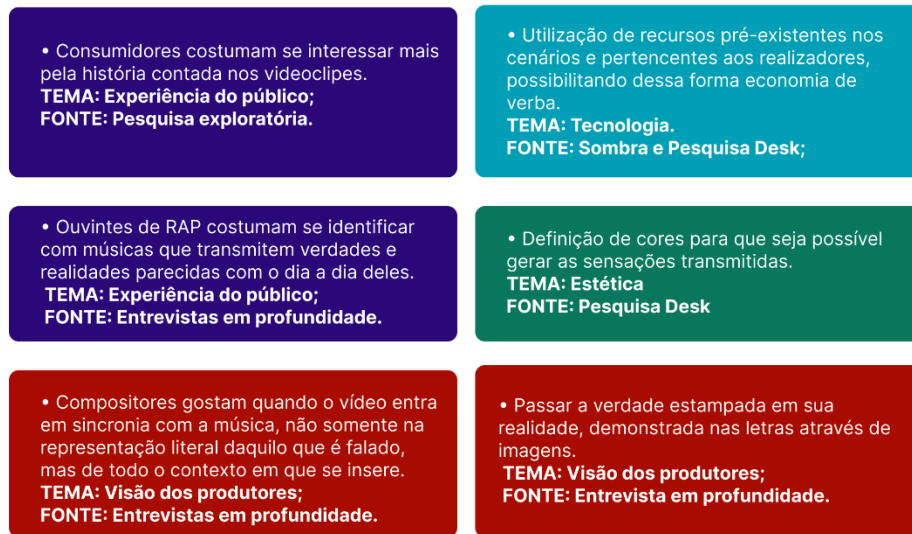 • Consumidores costumam se interessar mais
pela história contada nos videoclipes.
TEMA: Experiência do público;
FONTE: Pesquisa exploratória.
• Utilização de recursos pré-existentes nos
cenários e pertencentes aos realizadores,
possibilitando dessa forma economia de
verba.
TEMA: Tecnologia.
FONTE: Sombra e Pesquisa Desk;
• Ouvintes de RAP costumam se identificar
com músicas que transmitem verdades e
realidades parecidas com o dia a dia deles.
TEMA: Experiência do público;
FONTE: Entrevistas em profundidade.
• Definição de cores para que seja possível
gerar as sensações transmitidas.
TEMA: Estética
FONTE: Pesquisa Desk
• Compositores gostam quando o vídeo entra
em sincronia com a música, não somente na
representação literal daquilo que é falado,
mas de todo o contexto em que se insere.
TEMA: Visão dos produtores;
FONTE: Entrevistas em profundidade.
• Passar a verdade estampada em sua
realidade, demonstrada nas letras através de
imagens.
TEMA: Visão dos produtores;
FONTE: Entrevista em profundidade.